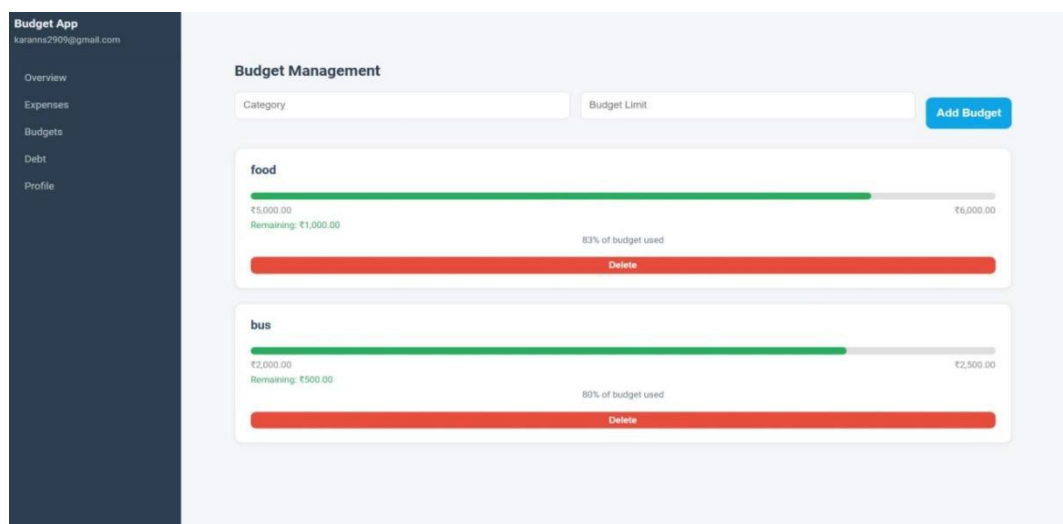 Budget App
karanns2909@gmail.com
Overview
Expenses
Budgets
Debt
Profile
Budget Management
Category
Budget Limit
Add Budget
food
₹5,000.00
₹6,000.00
Remaining: ₹1,000.00
83% of budget used
Delete
bus
₹2,000.00
₹2,500.00
Remaining: ₹500.00
80% of budget used
Delete